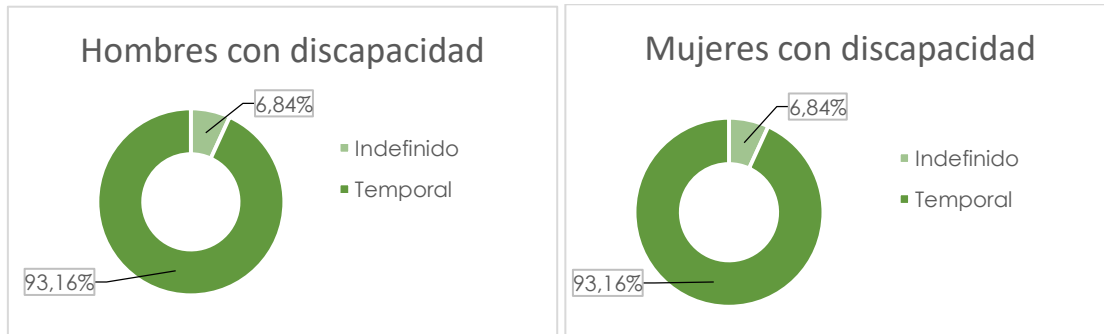 Hombres con discapacidad
6,84%
Indefinido
Temporal
93,16%
Mujeres con discapacidad
6,84%
Indefinido
Temporal
93,16%